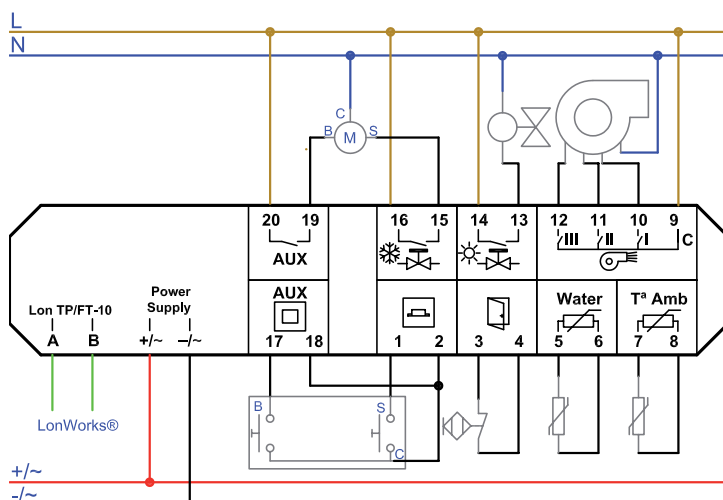 L
N
C
B M S
20 19 16 15 14 13 12 11 10 9
III II I C
AUX
AUX
Water Tª Amb
Lon TP/FT-10
Power
Supply
A B +/~ –/~
17 18 1 2 3 4 5 6 7 8
B S
C
LonWorks®
+/~
-/~